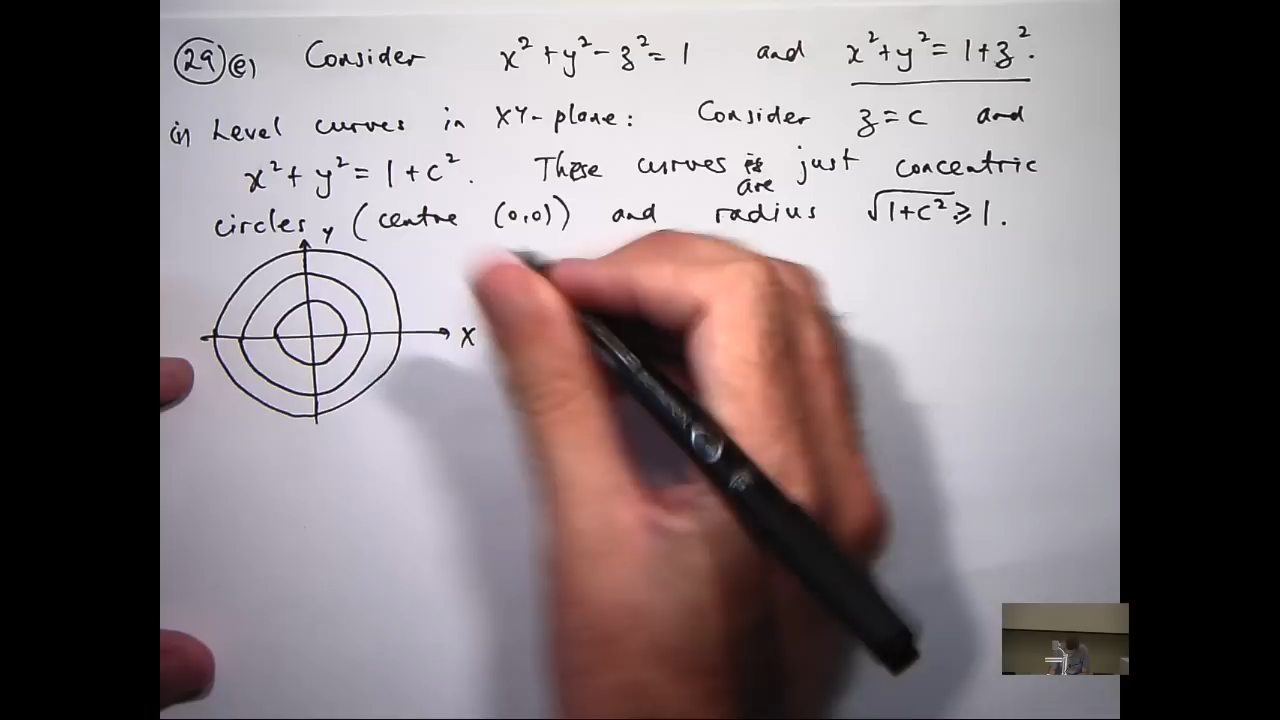 29 (e) Consider x² + y² - z² = 1 and x² + y² = 1 + z².
(i) Level curves in XY-plane: Consider z = c and
x² + y² = 1 + c². These curves is are just concentric
circles (centre (0,0)) and radius √1+c² ≥ 1.
Y
X